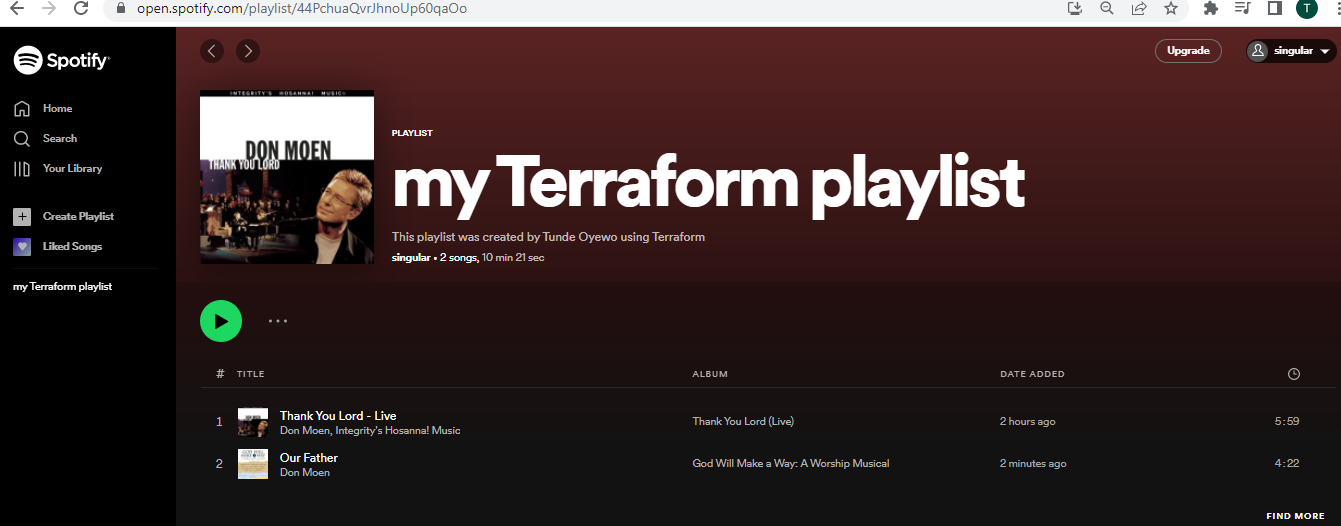 open.spotify.com/playlist/44PchuaQvrJhnoUp60qaOo
T
Spotify
Home
Search
Your Library
Create Playlist
Liked Songs
my Terraform playlist
Upgrade
singular
INTEGRITY'S HOSANNA! MUSIC
DON MOEN
THANK YOU LORD
PLAYLIST
my Terraform playlist
This playlist was created by Tunde Oyewo using Terraform
singular • 2 songs, 10 min 21 sec
# TITLE ALBUM DATE ADDED
1 Thank You Lord - Live Thank You Lord (Live) 2 hours ago 5:59
Don Moen, Integrity's Hosanna! Music
2 Our Father God Will Make a Way: A Worship Musical 2 minutes ago 4:22
Don Moen
FIND MORE